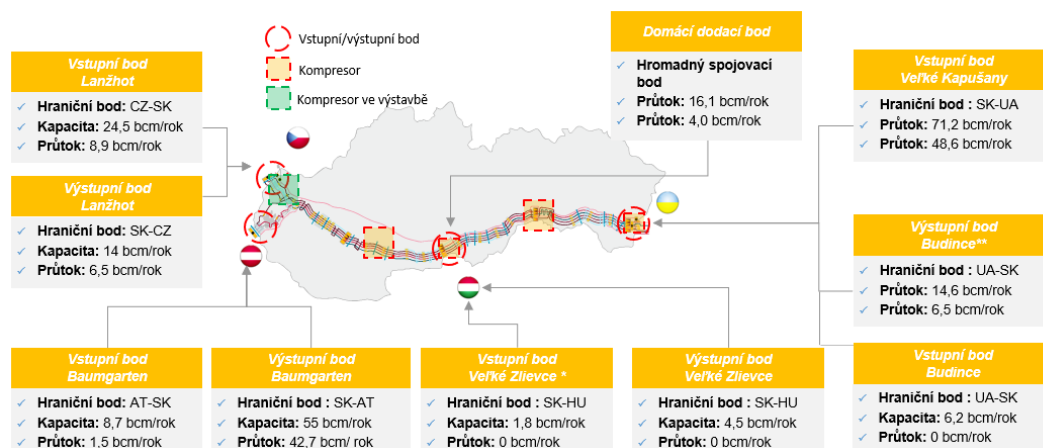 Vstupní bod
Lanžhot
Hraniční bod: CZ-SK
Kapacita: 24,5 bcm/rok
Průtok: 8,9 bcm/rok
Výstupní bod
Lanžhot
Hraniční bod: SK-CZ
Kapacita: 14 bcm/rok
Průtok: 6,5 bcm/rok
Vstupní/výstupní bod
Kompresor
Kompresor ve výstavbě
Domácí dodací bod
Hromadný spojovací
bod
Průtok: 16,1 bcm/rok
Průtok: 4,0 bcm/rok
Vstupní bod
Veľké Kapušany
Hraniční bod : SK-UA
Průtok: 71,2 bcm/rok
Průtok: 48,6 bcm/rok
Výstupní bod
Budince**
Hraniční bod : UA-SK
Průtok: 14,6 bcm/rok
Průtok: 6,5 bcm/rok
Vstupní bod
Baumgarten
Hraniční bod: AT-SK
Kapacita: 8,7 bcm/rok
Průtok: 1,5 bcm/rok
Výstupní bod
Baumgarten
Hraniční bod : SK-AT
Kapacita: 55 bcm/rok
Průtok: 42,7 bcm/ rok
Vstupní bod
Veľké Zlievce *
Hraniční bod : SK-HU
Kapacita: 1,8 bcm/rok
Průtok: 0 bcm/rok
Výstupní bod
Veľké Zlievce
Hraniční bod : SK-HU
Kapacita: 4,5 bcm/rok
Průtok: 0 bcm/rok
Vstupní bod
Budince
Hraniční bod : UA-SK
Kapacita: 6,2 bcm/rok
Průtok: 0 bcm/rok